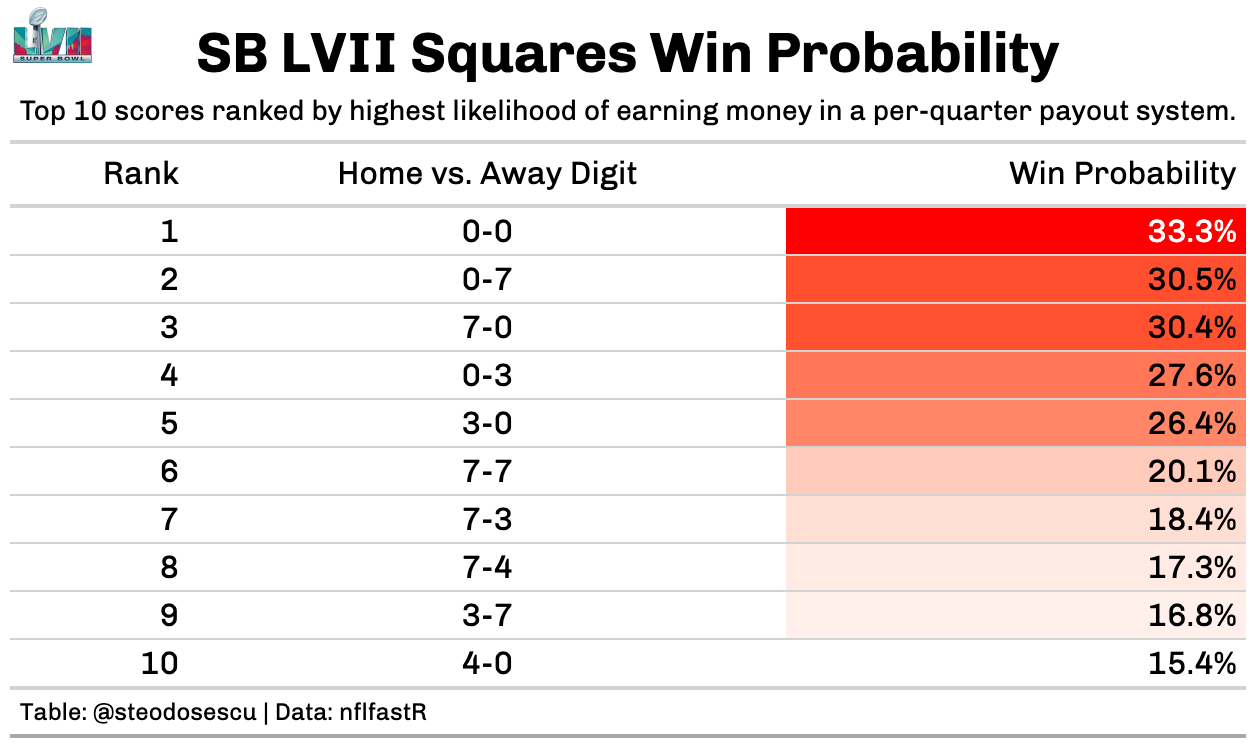 LVII
SUPER BOWL
SB LVII Squares Win Probability
Top 10 scores ranked by highest likelihood of earning money in a per-quarter payout system.
Rank Home vs. Away Digit Win Probability
1 0-0 33.3%
2 0-7 30.5%
3 7-0 30.4%
4 0-3 27.6%
5 3-0 26.4%
6 7-7 20.1%
7 7-3 18.4%
8 7-4 17.3%
9 3-7 16.8%
10 4-0 15.4%
Table: @steodosescu | Data: nflfastR